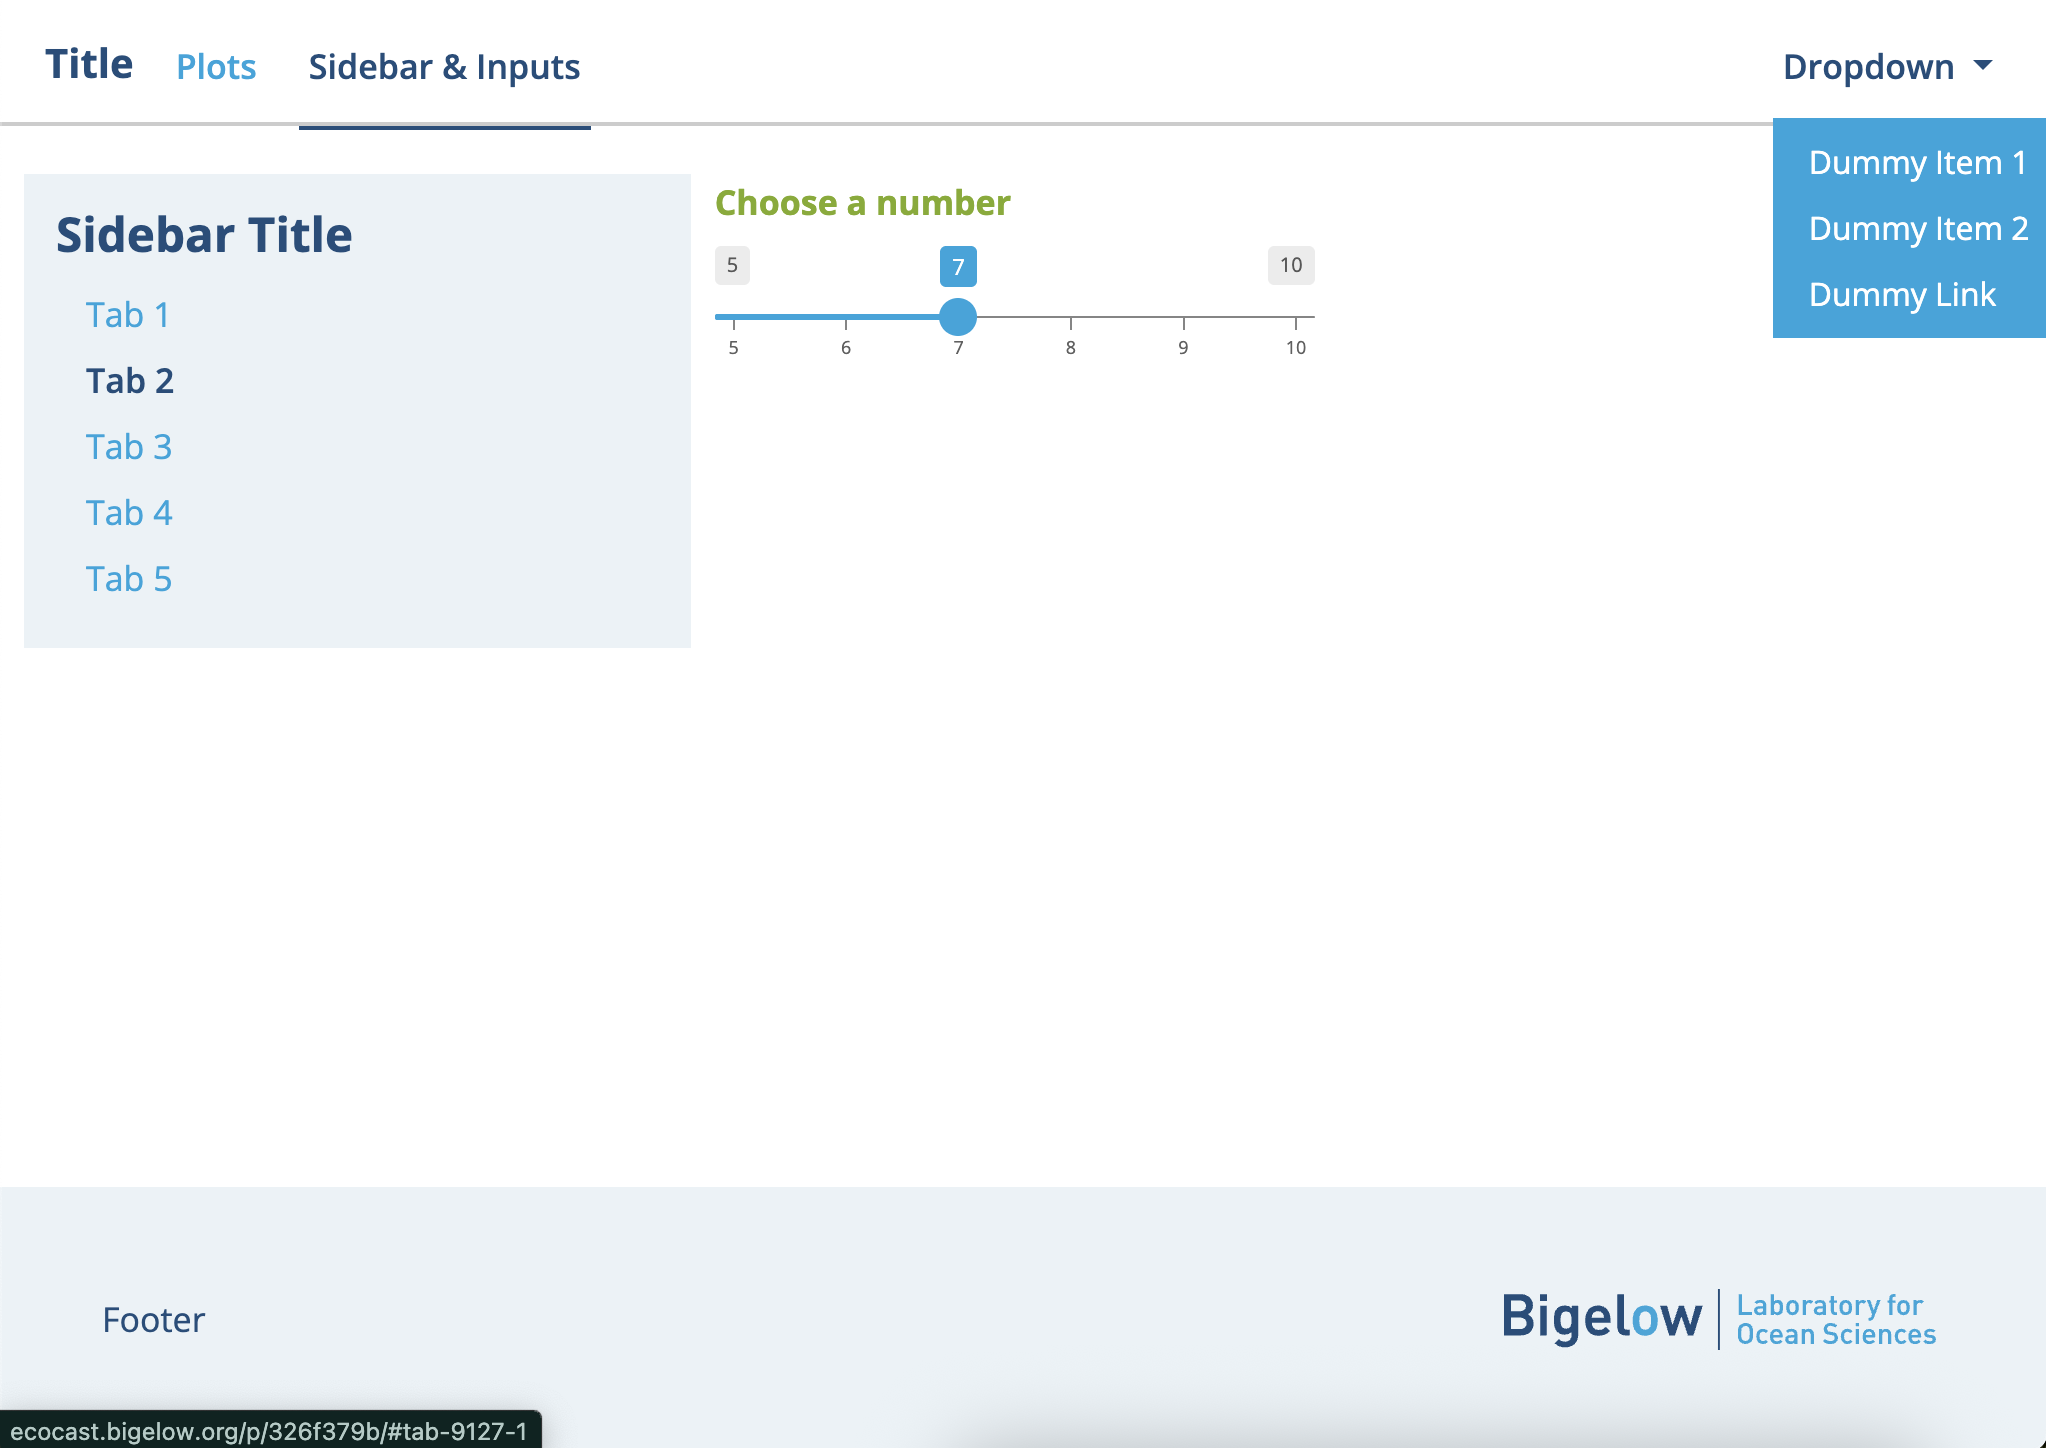 Title Plots Sidebar & Inputs Dropdown
Dummy Item 1
Dummy Item 2
Dummy Link
Sidebar Title
Tab 1
Tab 2
Tab 3
Tab 4
Tab 5
Choose a number
5 7 10
5 6 7 8 9 10
Footer
Bigelow
Laboratory for
Ocean Sciences
ecocast.bigelow.org/p/326f379b/#tab-9127-1